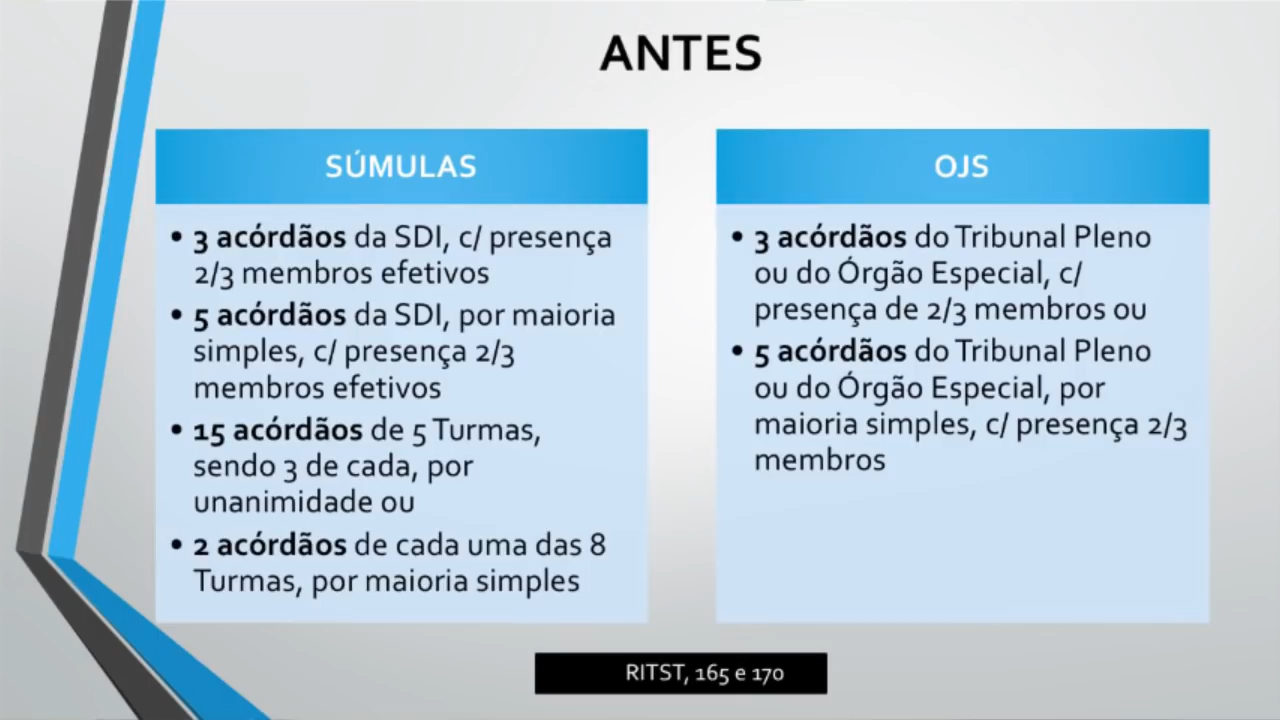 ANTES
SÚMULAS
• 3 acórdãos da SDI, c/ presença
2/3 membros efetivos
• 5 acórdãos da SDI, por maioria
simples, c/ presença 2/3
membros efetivos
• 15 acórdãos de 5 Turmas,
sendo 3 de cada, por
unanimidade ou
• 2 acórdãos de cada uma das 8
Turmas, por maioria simples
OJS
• 3 acórdãos do Tribunal Pleno
ou do Órgão Especial, c/
presença de 2/3 membros ou
• 5 acórdãos do Tribunal Pleno
ou do Órgão Especial, por
maioria simples, c/ presença 2/3
membros
RITST, 165 e 170